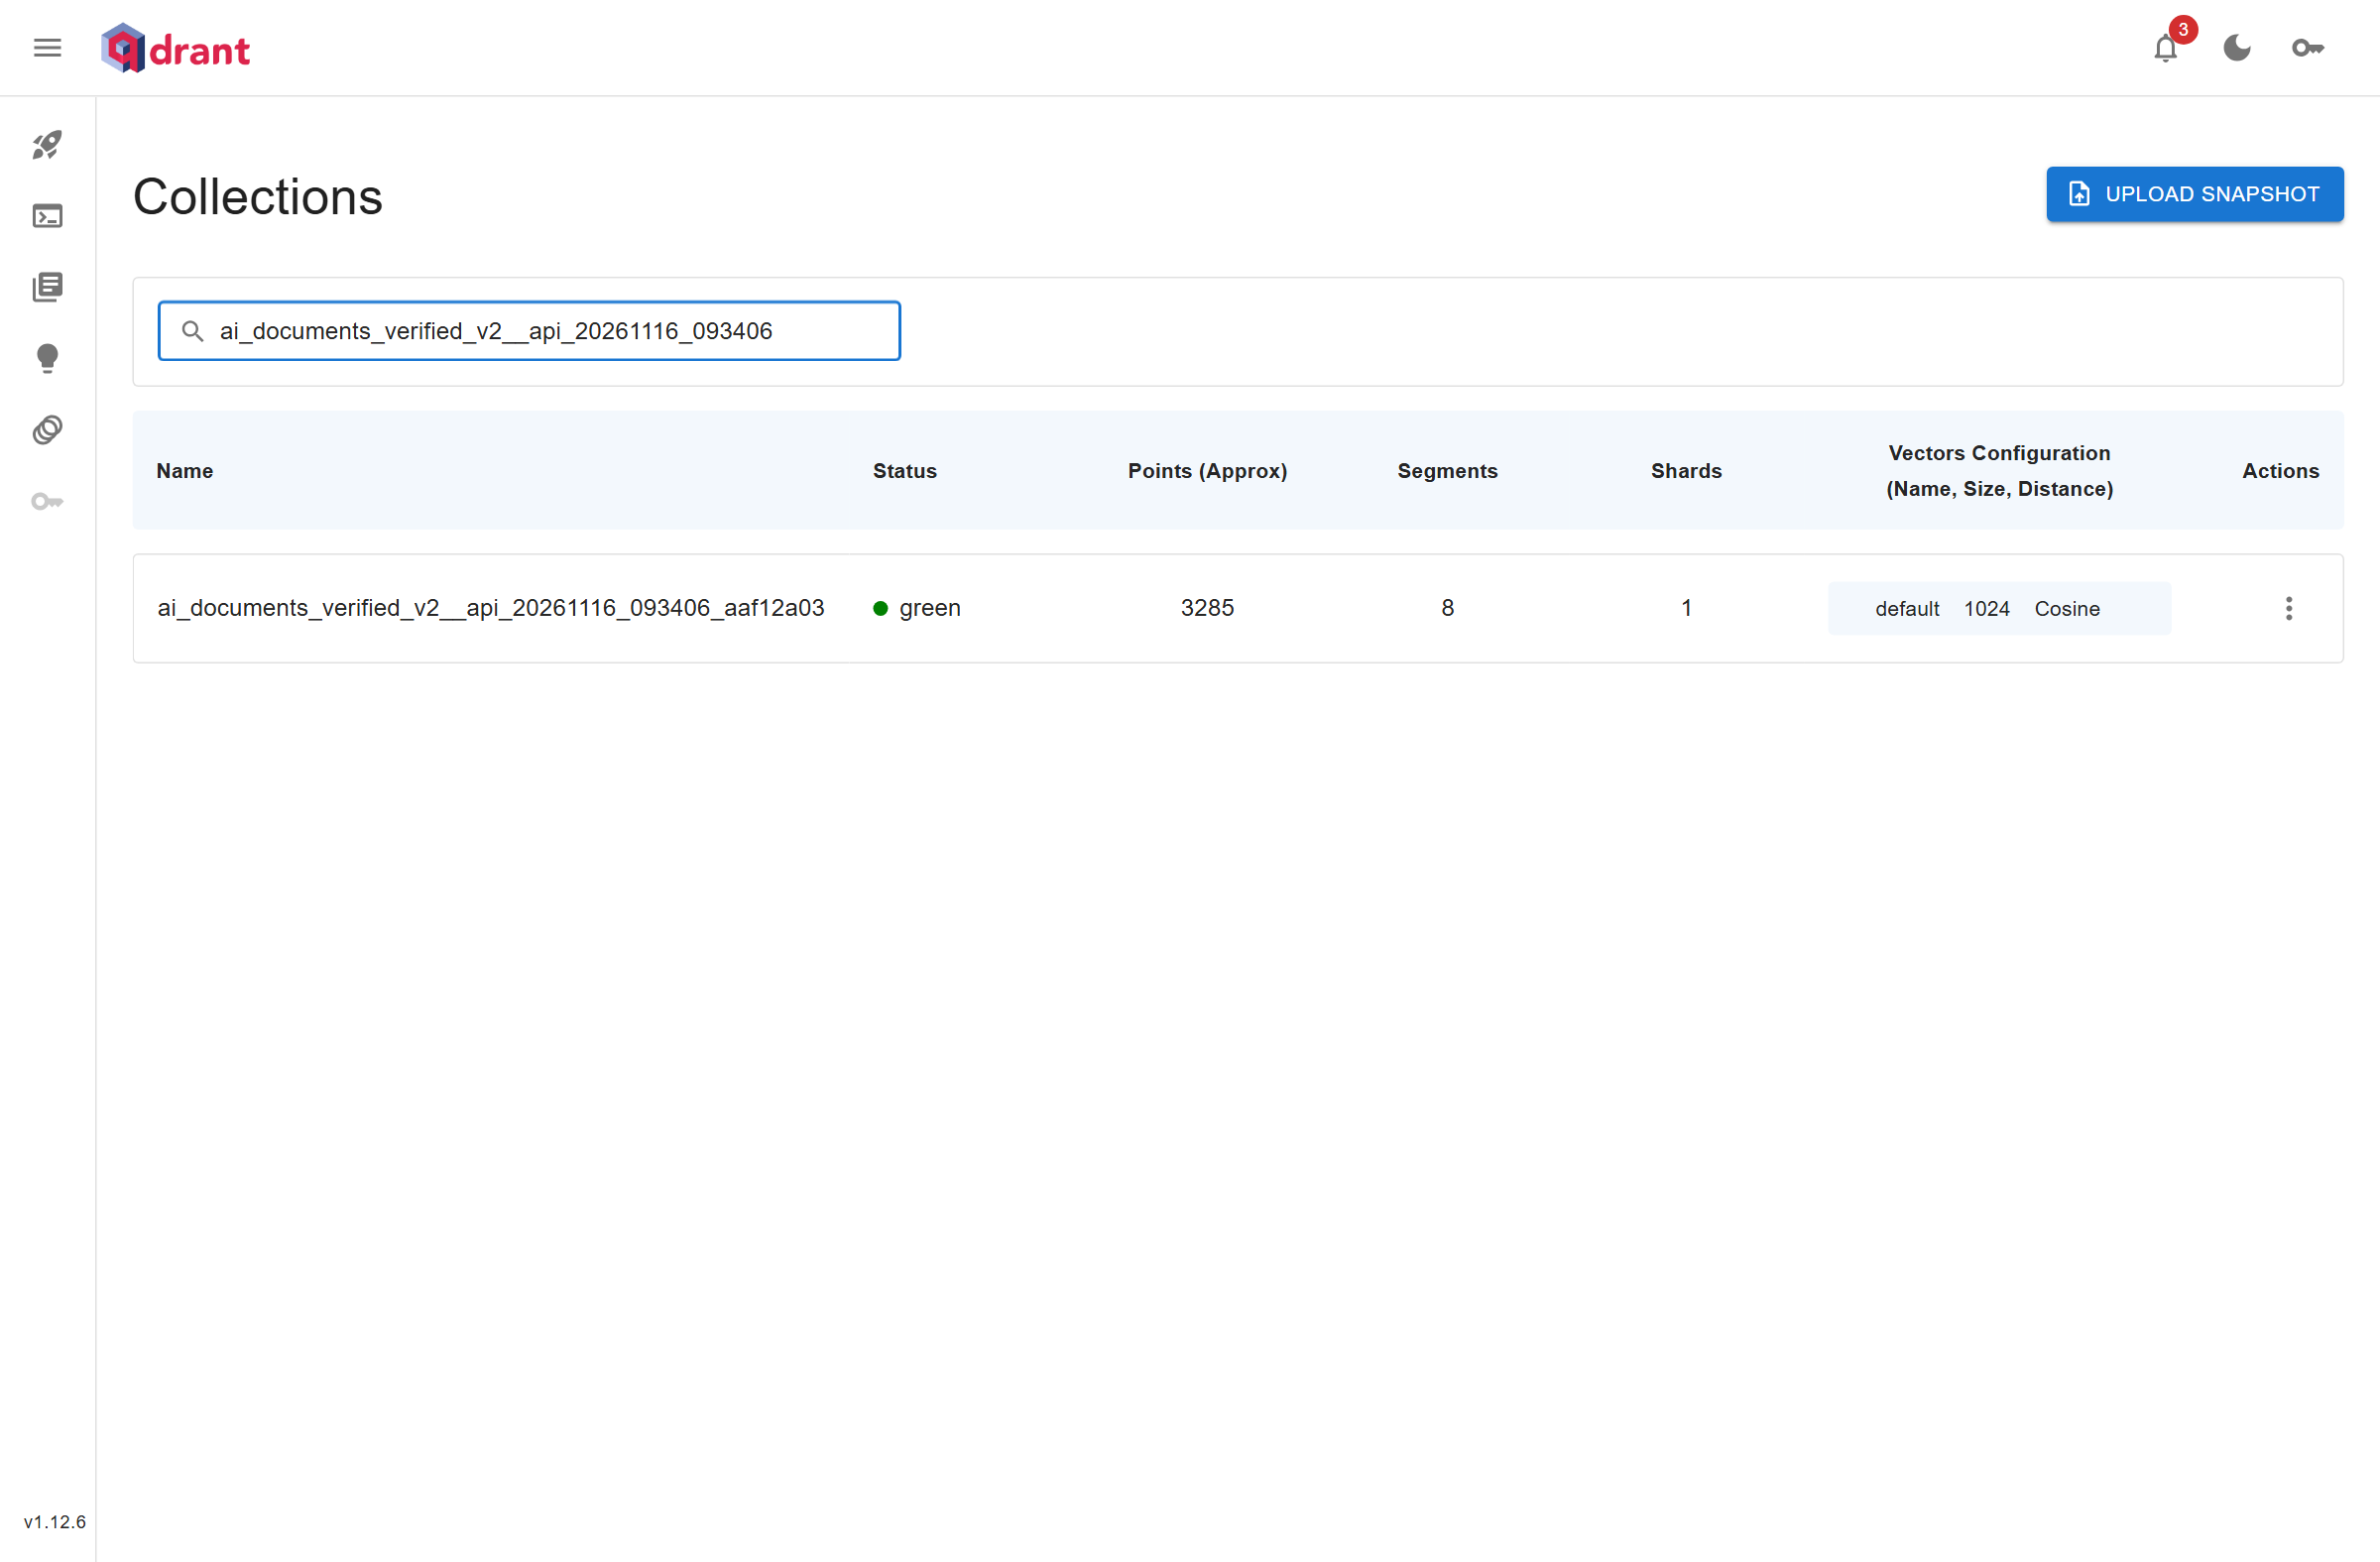 qdrant
3
Collections
UPLOAD SNAPSHOT
ai_documents_verified_v2__api_20261116_093406
Name Status Points (Approx) Segments Shards Vectors Configuration (Name, Size, Distance) Actions
ai_documents_verified_v2__api_20261116_093406_aaf12a03 green 3285 8 1 default 1024 Cosine
v1.12.6